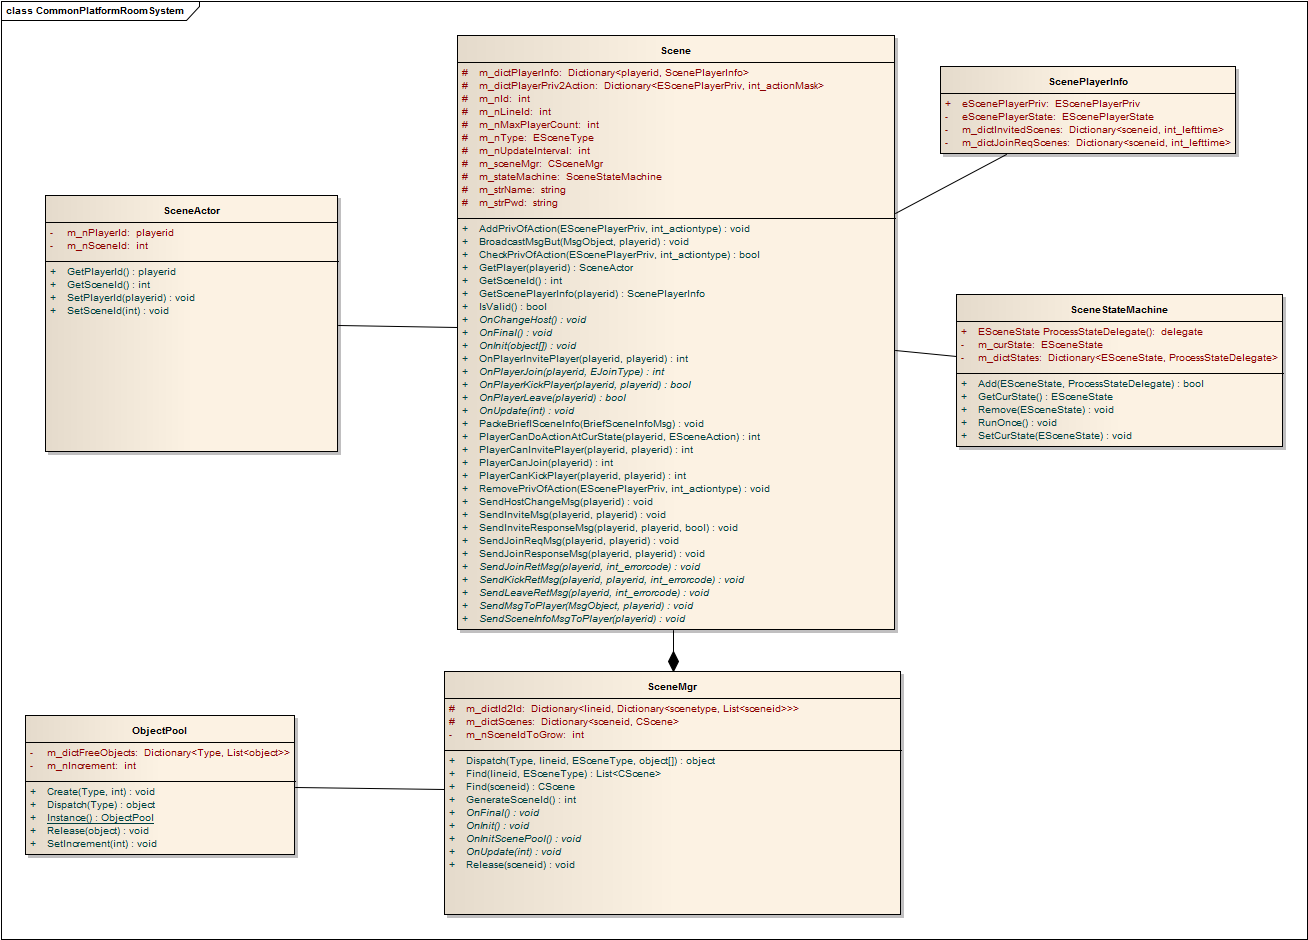 class CommonPlatformRoomSystem
Scene
# m_dictPlayerInfo: Dictionary<playerid, ScenePlayerInfo>
# m_dictPlayerPriv2Action: Dictionary<EScenePlayerPriv, int_actionMask>
# m_nId: int
# m_nLineId: int
# m_nMaxPlayerCount: int
# m_nType: ESceneType
# m_nUpdateInterval: int
# m_sceneMgr: CSceneMgr
# m_stateMachine: SceneStateMachine
# m_strName: string
# m_strPwd: string
+ AddPrivOfAction(EScenePlayerPriv, int_actiontype) : void
+ BroadcastMsgBut(MsgObject, playerid) : void
+ CheckPrivOfAction(EScenePlayerPriv, int_actiontype) : bool
+ GetPlayer(playerid) : SceneActor
+ GetSceneId() : int
+ GetScenePlayerInfo(playerid) : ScenePlayerInfo
+ IsValid() : bool
+ OnChangeHost() : void
+ OnFinal() : void
+ OnInit(object[]) : void
+ OnPlayerInvitePlayer(playerid, playerid) : int
+ OnPlayerJoin(playerid, EJoinType) : int
+ OnPlayerKickPlayer(playerid, playerid) : bool
+ OnPlayerLeave(playerid) : bool
+ OnUpdate(int) : void
+ PackeBrieflSceneInfo(BriefSceneInfoMsg) : void
+ PlayerCanDoActionAtCurState(playerid, ESceneAction) : int
+ PlayerCanInvitePlayer(playerid, playerid) : int
+ PlayerCanJoin(playerid) : int
+ PlayerCanKickPlayer(playerid, playerid) : int
+ RemovePrivOfAction(EScenePlayerPriv, int_actiontype) : void
+ SendHostChangeMsg(playerid) : void
+ SendInviteMsg(playerid, playerid) : void
+ SendInviteResponseMsg(playerid, playerid, bool) : void
+ SendJoinReqMsg(playerid, playerid) : void
+ SendJoinResponseMsg(playerid, playerid) : void
+ SendJoinRetMsg(playerid, int_errorcode) : void
+ SendKickRetMsg(playerid, playerid, int_errorcode) : void
+ SendLeaveRetMsg(playerid, int_errorcode) : void
+ SendMsgToPlayer(MsgObject, playerid) : void
+ SendSceneInfoMsgToPlayer(playerid) : void
ScenePlayerInfo
+ eScenePlayerPriv: EScenePlayerPriv
- eScenePlayerState: EScenePlayerState
- m_dictInvitedScenes: Dictionary<sceneid, int_lefttime>
- m_dictJoinReqScenes: Dictionary<sceneid, int_lefttime>
SceneActor
- m_nPlayerId: playerid
- m_nSceneId: int
+ GetPlayerId() : playerid
+ GetSceneId() : int
+ SetPlayerId(playerid) : void
+ SetSceneId(int) : void
SceneStateMachine
+ ESceneState ProcessStateDelegate(): delegate
- m_curState: ESceneState
- m_dictStates: Dictionary<ESceneState, ProcessStateDelegate>
+ Add(ESceneState, ProcessStateDelegate) : bool
+ GetCurState() : ESceneState
+ Remove(ESceneState) : void
+ RunOnce() : void
+ SetCurState(ESceneState) : void
SceneMgr
# m_dictId2Id: Dictionary<lineid, Dictionary<scenetype, List<sceneid>>>
# m_dictScenes: Dictionary<sceneid, CScene>
- m_nSceneIdToGrow: int
+ Dispatch(Type, lineid, ESceneType, object[]) : object
+ Find(lineid, ESceneType) : List<CScene>
+ Find(sceneid) : CScene
+ GenerateSceneId() : int
+ OnFinal() : void
+ OnInit() : void
+ OnInitScenePool() : void
+ OnUpdate(int) : void
+ Release(sceneid) : void
ObjectPool
- m_dictFreeObjects: Dictionary<Type, List<object>>
- m_nIncrement: int
+ Create(Type, int) : void
+ Dispatch(Type) : object
+ Instance() : ObjectPool
+ Release(object) : void
+ SetIncrement(int) : void